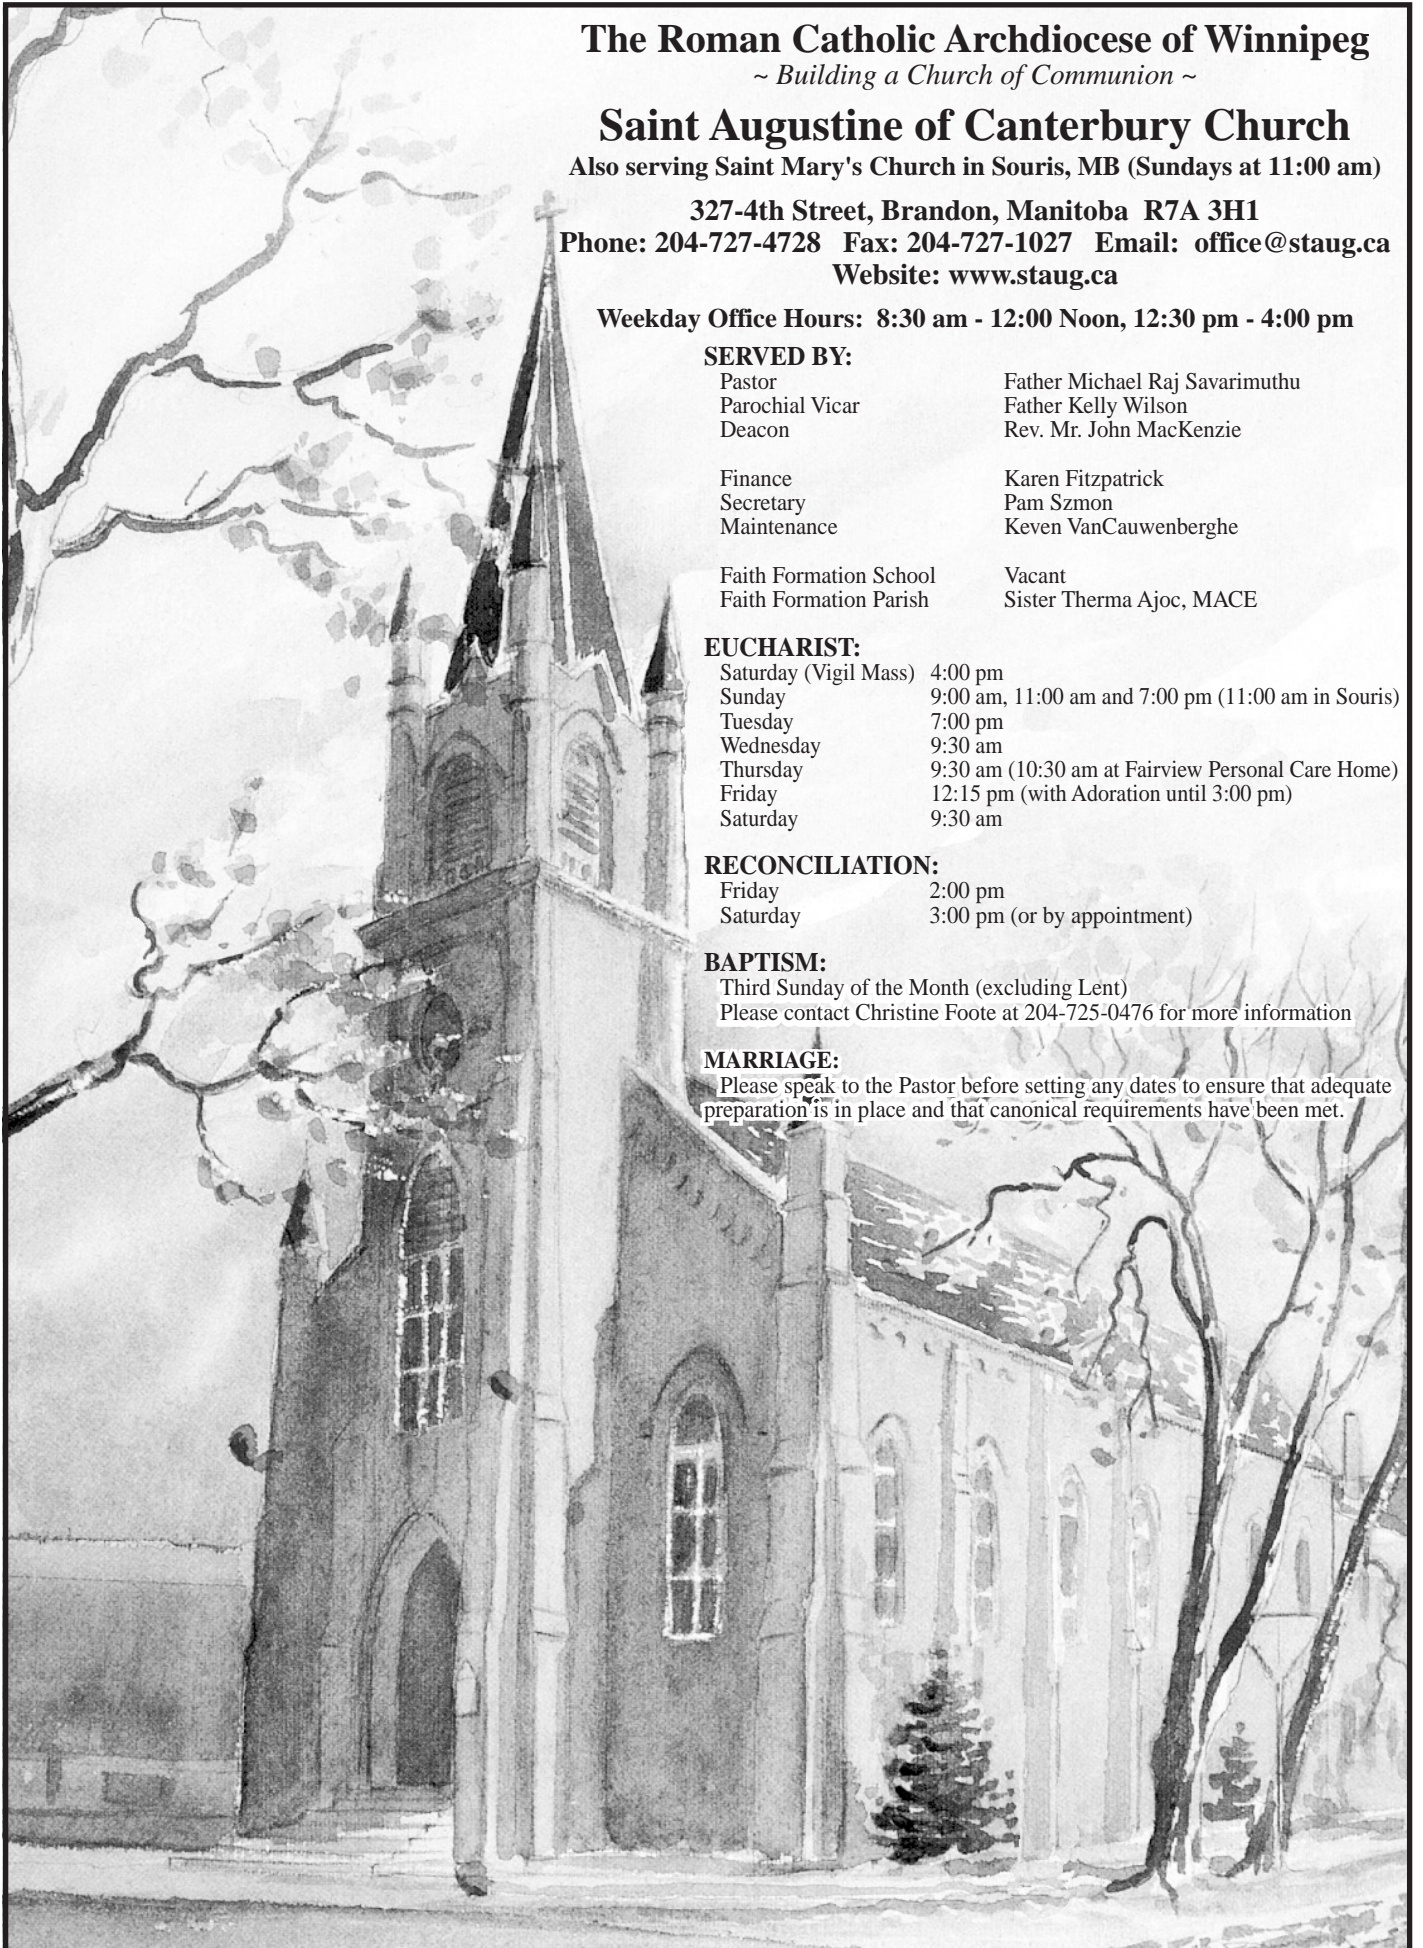 The Roman Catholic Archdiocese of Winnipeg
~ Building a Church of Communion ~
Saint Augustine of Canterbury Church
Also serving Saint Mary's Church in Souris, MB (Sundays at 11:00 am)
327-4th Street, Brandon, Manitoba R7A 3H1
Phone: 204-727-4728 Fax: 204-727-1027 Email: office@staug.ca
Website: www.staug.ca
Weekday Office Hours: 8:30 am - 12:00 Noon, 12:30 pm - 4:00 pm
SERVED BY:
Pastor Father Michael Raj Savarimuthu
Parochial Vicar Father Kelly Wilson
Deacon Rev. Mr. John MacKenzie
Finance Karen Fitzpatrick
Secretary Pam Szmon
Maintenance Keven VanCauwenberghe
Faith Formation School Vacant
Faith Formation Parish Sister Therma Ajoc, MACE
EUCHARIST:
Saturday (Vigil Mass) 4:00 pm
Sunday 9:00 am, 11:00 am and 7:00 pm (11:00 am in Souris)
Tuesday 7:00 pm
Wednesday 9:30 am
Thursday 9:30 am (10:30 am at Fairview Personal Care Home)
Friday 12:15 pm (with Adoration until 3:00 pm)
Saturday 9:30 am
RECONCILIATION:
Friday 2:00 pm
Saturday 3:00 pm (or by appointment)
BAPTISM:
Third Sunday of the Month (excluding Lent)
Please contact Christine Foote at 204-725-0476 for more information
MARRIAGE:
Please speak to the Pastor before setting any dates to ensure that adequate
preparation is in place and that canonical requirements have been met.